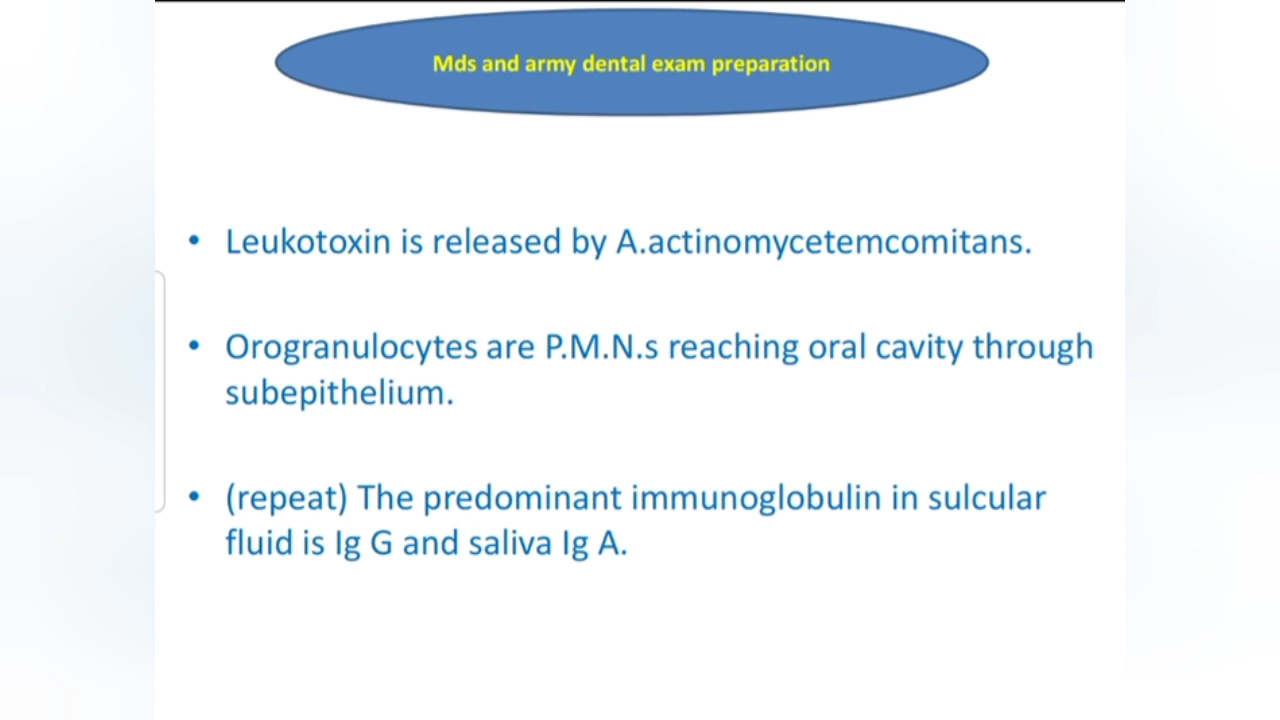 Mds and army dental exam preparation
• Leukotoxin is released by A.actinomycetemcomitans.
• Orogranulocytes are P.M.N.s reaching oral cavity through
subepithelium.
• (repeat) The predominant immunoglobulin in sulcular
fluid is Ig G and saliva Ig A.